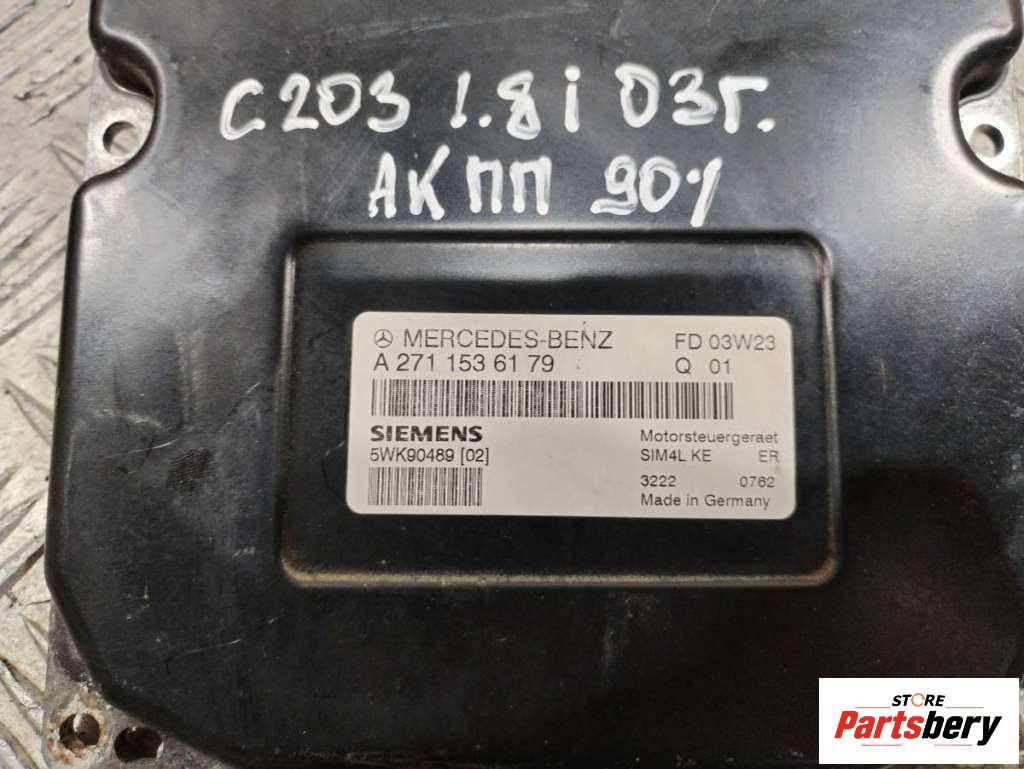 C203 1.8i 03г.
АКПП 901
MERCEDES-BENZ FD 03W23
A 271 153 61 79 Q 01
SIEMENS Motorsteuergeraet
5WK90489 [02] SIM4L KE ER
3222 0762
Made in Germany
STORE
Partsbery